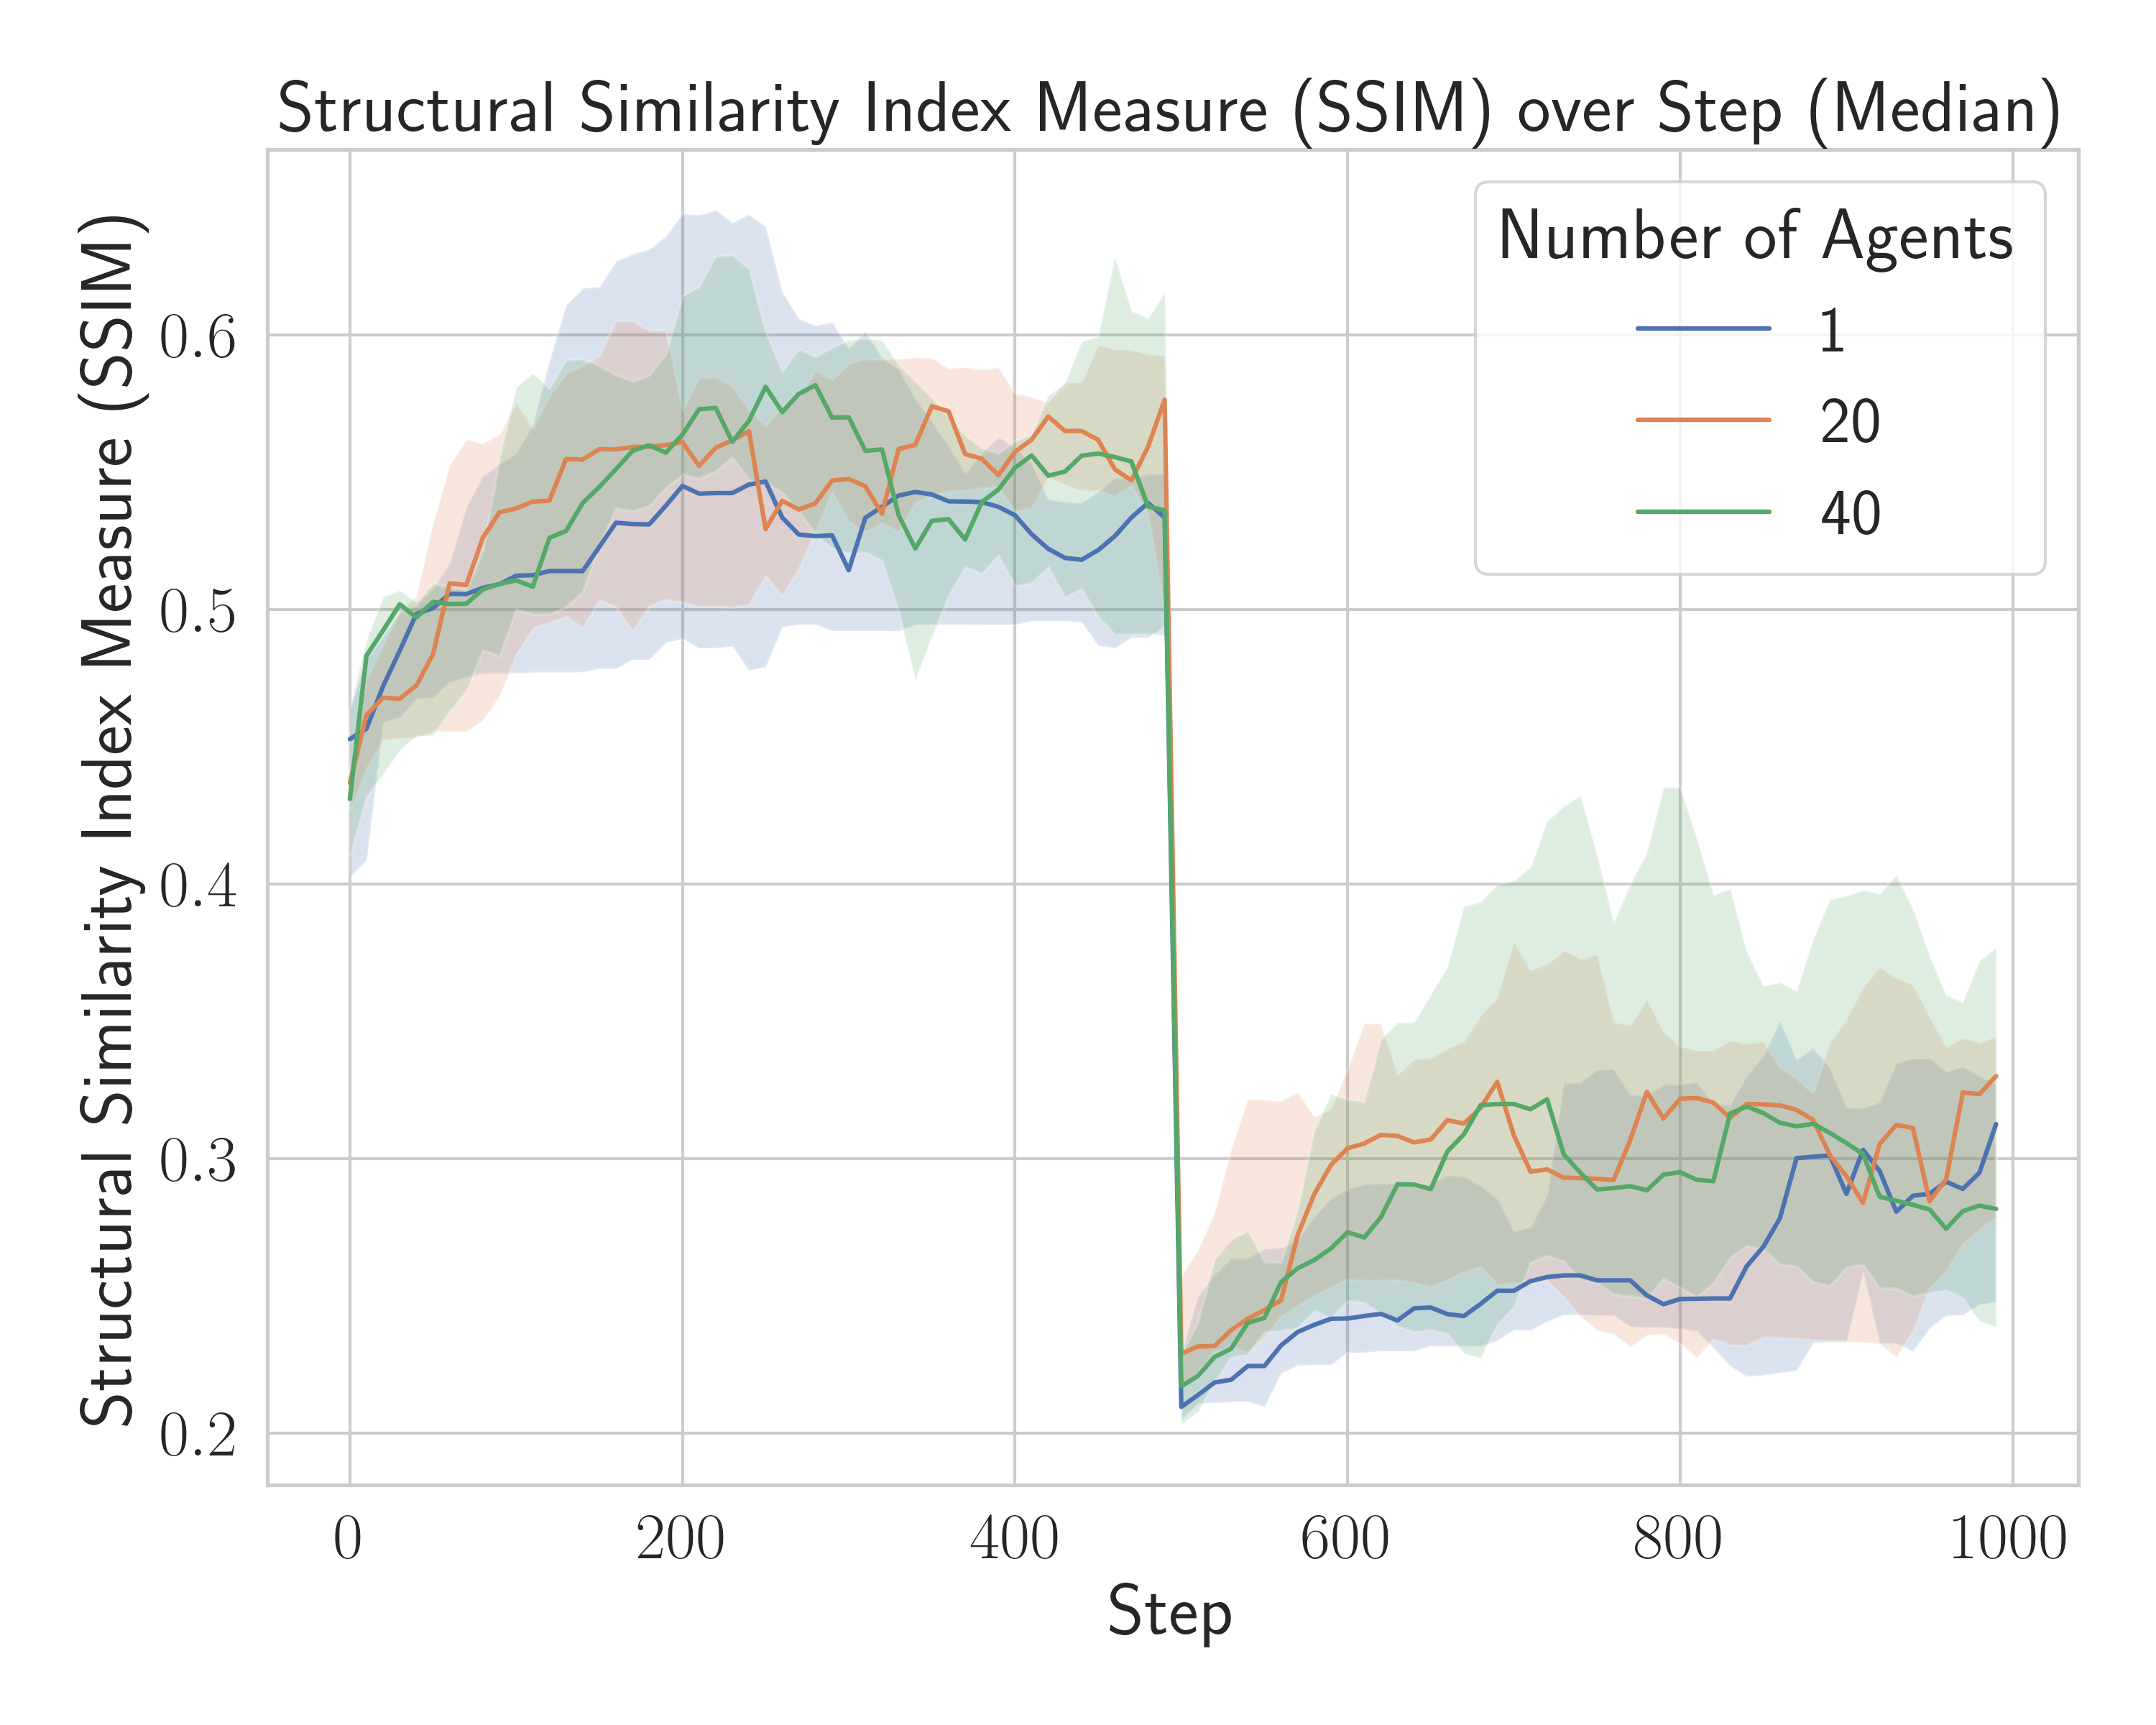 Structural Similarity Index Measure (SSIM) over Step (Median)
Structural Similarity Index Measure (SSIM)
Number of Agents
1
20
40
0.6
0.5
0.4
0.3
0.2
0 200 400 600 800 1000
Step